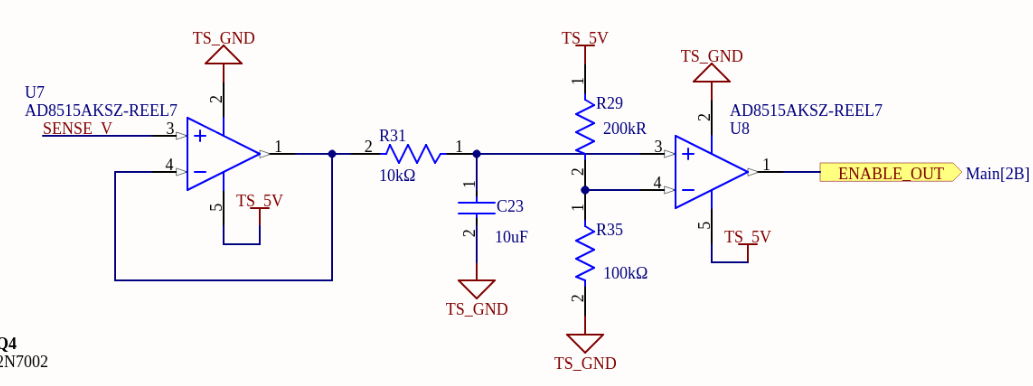 TS_GND
TS_5V
TS_GND
U7
AD8515AKSZ-REEL7
SENSE_V
AD8515AKSZ-REEL7
U8
2
1
2
R29
200kR
3
4
1
2
R31
1
10kΩ
3
4
1
ENABLE_OUT
Main[2B]
5
TS_5V
1
C23
2
10uF
2
1
R35
100kΩ
2
5
TS_5V
TS_GND
TS_GND
Q4
2N7002